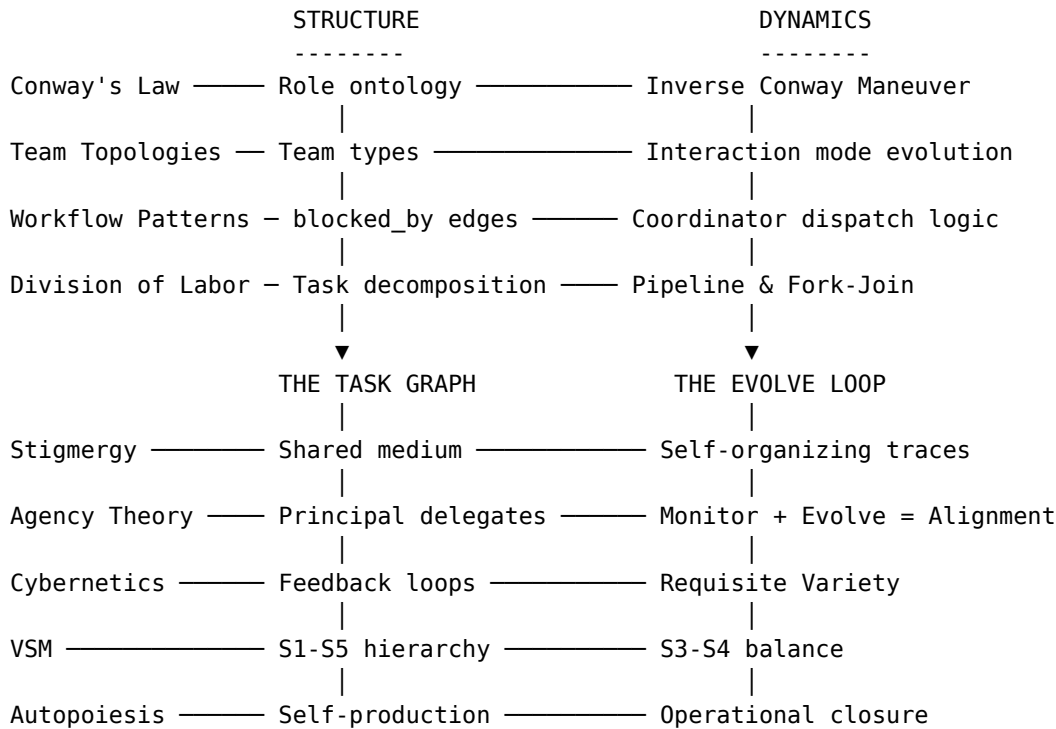 STRUCTURE                         DYNAMICS
                    --------                          --------
Conway's Law ───── Role ontology ─────────── Inverse Conway Maneuver
                       |                            |
Team Topologies ── Team types ────────────── Interaction mode evolution
                       |                            |
Workflow Patterns ─ blocked_by edges ────── Coordinator dispatch logic
                       |                            |
Division of Labor ─ Task decomposition ──── Pipeline & Fork-Join
                       |                            |
                       ▼                            ▼
                   THE TASK GRAPH              THE EVOLVE LOOP
                       |                            |
Stigmergy ──────── Shared medium ──────────── Self-organizing traces
                       |                            |
Agency Theory ──── Principal delegates ────── Monitor + Evolve = Alignment
                       |                            |
Cybernetics ────── Feedback loops ─────────── Requisite Variety
                       |                            |
VSM ────────────── S1-S5 hierarchy ────────── S3-S4 balance
                       |                            |
Autopoiesis ────── Self-production ────────── Operational closure